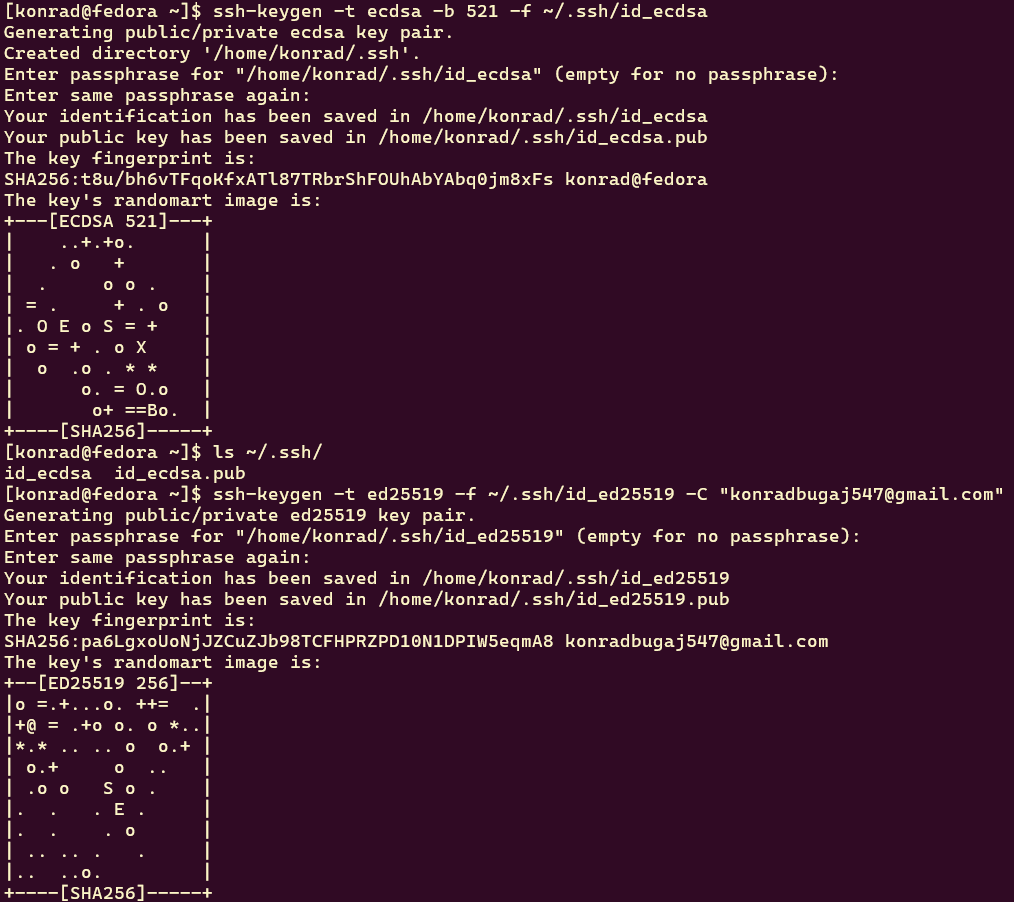 [konrad@fedora ~]$ ssh-keygen -t ecdsa -b 521 -f ~/.ssh/id_ecdsa
Generating public/private ecdsa key pair.
Created directory '/home/konrad/.ssh'.
Enter passphrase for "/home/konrad/.ssh/id_ecdsa" (empty for no passphrase):
Enter same passphrase again:
Your identification has been saved in /home/konrad/.ssh/id_ecdsa
Your public key has been saved in /home/konrad/.ssh/id_ecdsa.pub
The key fingerprint is:
SHA256:t8u/bh6vTFqoKfxATl87TRbrShFOUhAbYAbq0jm8xFs konrad@fedora
The key's randomart image is:
+---[ECDSA 521]---+
|    ..+.+o.      |
|   . o   +       |
|  .     o o .    |
| = .     + . o   |
|. O E o S = +    |
| o = + . o X     |
|  o  .o . * *    |
|      o. = O.o   |
|       o+ ==Bo.  |
+----[SHA256]-----+
[konrad@fedora ~]$ ls ~/.ssh/
id_ecdsa  id_ecdsa.pub
[konrad@fedora ~]$ ssh-keygen -t ed25519 -f ~/.ssh/id_ed25519 -C "konradbugaj547@gmail.com"
Generating public/private ed25519 key pair.
Enter passphrase for "/home/konrad/.ssh/id_ed25519" (empty for no passphrase):
Enter same passphrase again:
Your identification has been saved in /home/konrad/.ssh/id_ed25519
Your public key has been saved in /home/konrad/.ssh/id_ed25519.pub
The key fingerprint is:
SHA256:pa6LgxoUoNjJZCuZJb98TCFHPRZPD10N1DPIW5eqmA8 konradbugaj547@gmail.com
The key's randomart image is:
+--[ED25519 256]--+
|o =.+...o. ++=  .|
|+@ = .+o o. o *..|
|*.* .. .. o  o.+ |
| o.+     o  ..   |
| .o o   S o .    |
|.  .   . E .     |
|.  .    . o      |
| .. .. .   .     |
|..  ..o.         |
+----[SHA256]-----+